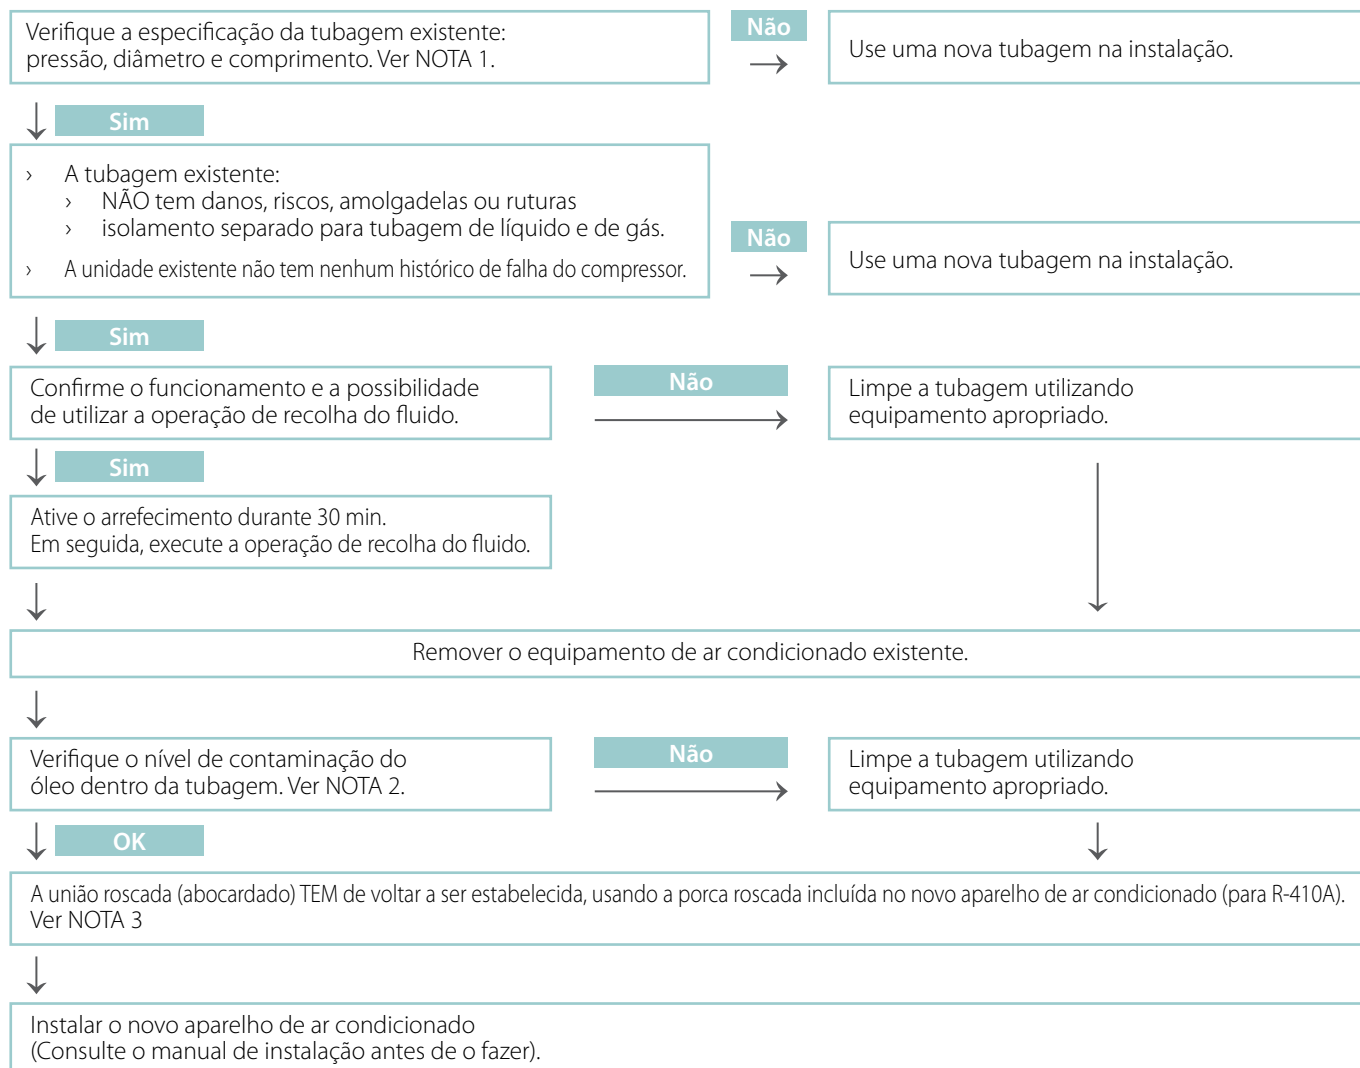 Verifique a especificação da tubagem existente:
pressão, diâmetro e comprimento. Ver NOTA 1.
Não
Use uma nova tubagem na instalação.
Sim
› A tubagem existente:
› NÃO tem danos, riscos, amolgadelas ou ruturas
› isolamento separado para tubagem de líquido e de gás.
› A unidade existente não tem nenhum histórico de falha do compressor.
Não
Use uma nova tubagem na instalação.
Sim
Confirme o funcionamento e a possibilidade
de utilizar a operação de recolha do fluido.
Não
Limpe a tubagem utilizando
equipamento apropriado.
Sim
Ative o arrefecimento durante 30 min.
Em seguida, execute a operação de recolha do fluido.
Remover o equipamento de ar condicionado existente.
Verifique o nível de contaminação do
óleo dentro da tubagem. Ver NOTA 2.
Não
Limpe a tubagem utilizando
equipamento apropriado.
OK
A união roscada (abocardado) TEM de voltar a ser estabelecida, usando a porca roscada incluída no novo aparelho de ar condicionado (para R-410A).
Ver NOTA 3
Instalar o novo aparelho de ar condicionado
(Consulte o manual de instalação antes de o fazer).